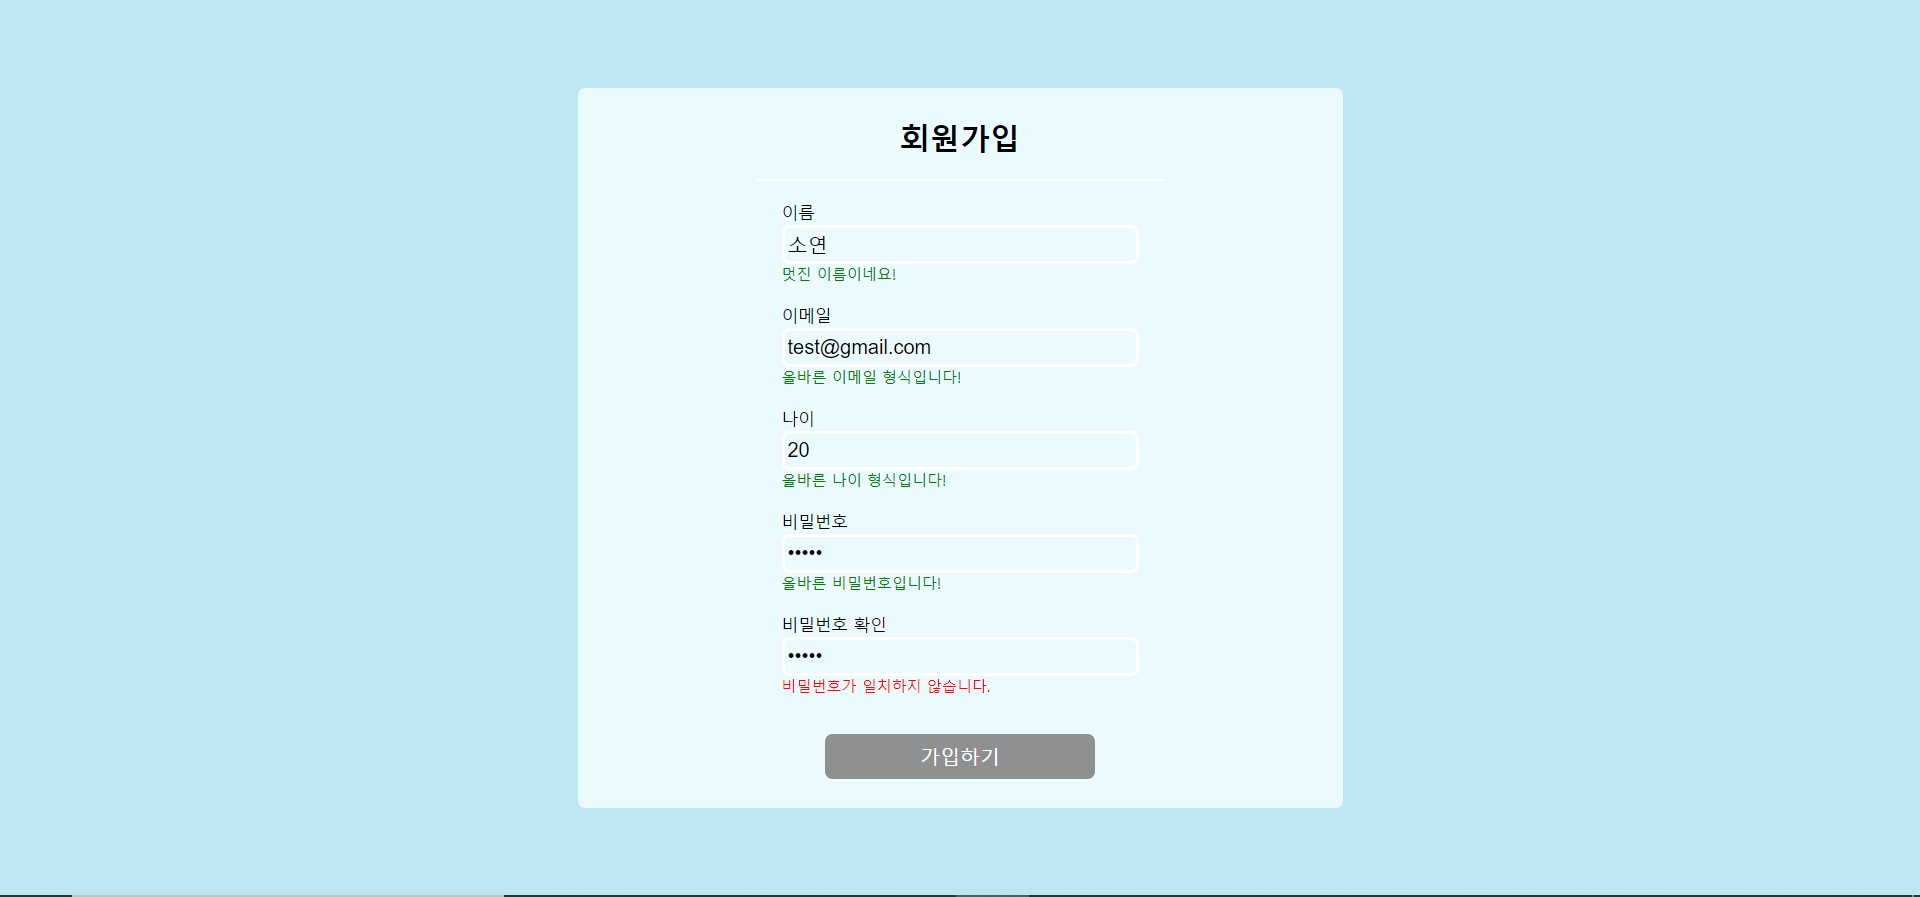 회원가입
이름
소연
멋진 이름이네요!
이메일
test@gmail.com
올바른 이메일 형식입니다!
나이
20
올바른 나이 형식입니다!
비밀번호
•••••
올바른 비밀번호입니다!
비밀번호 확인
•••••
비밀번호가 일치하지 않습니다.
가입하기